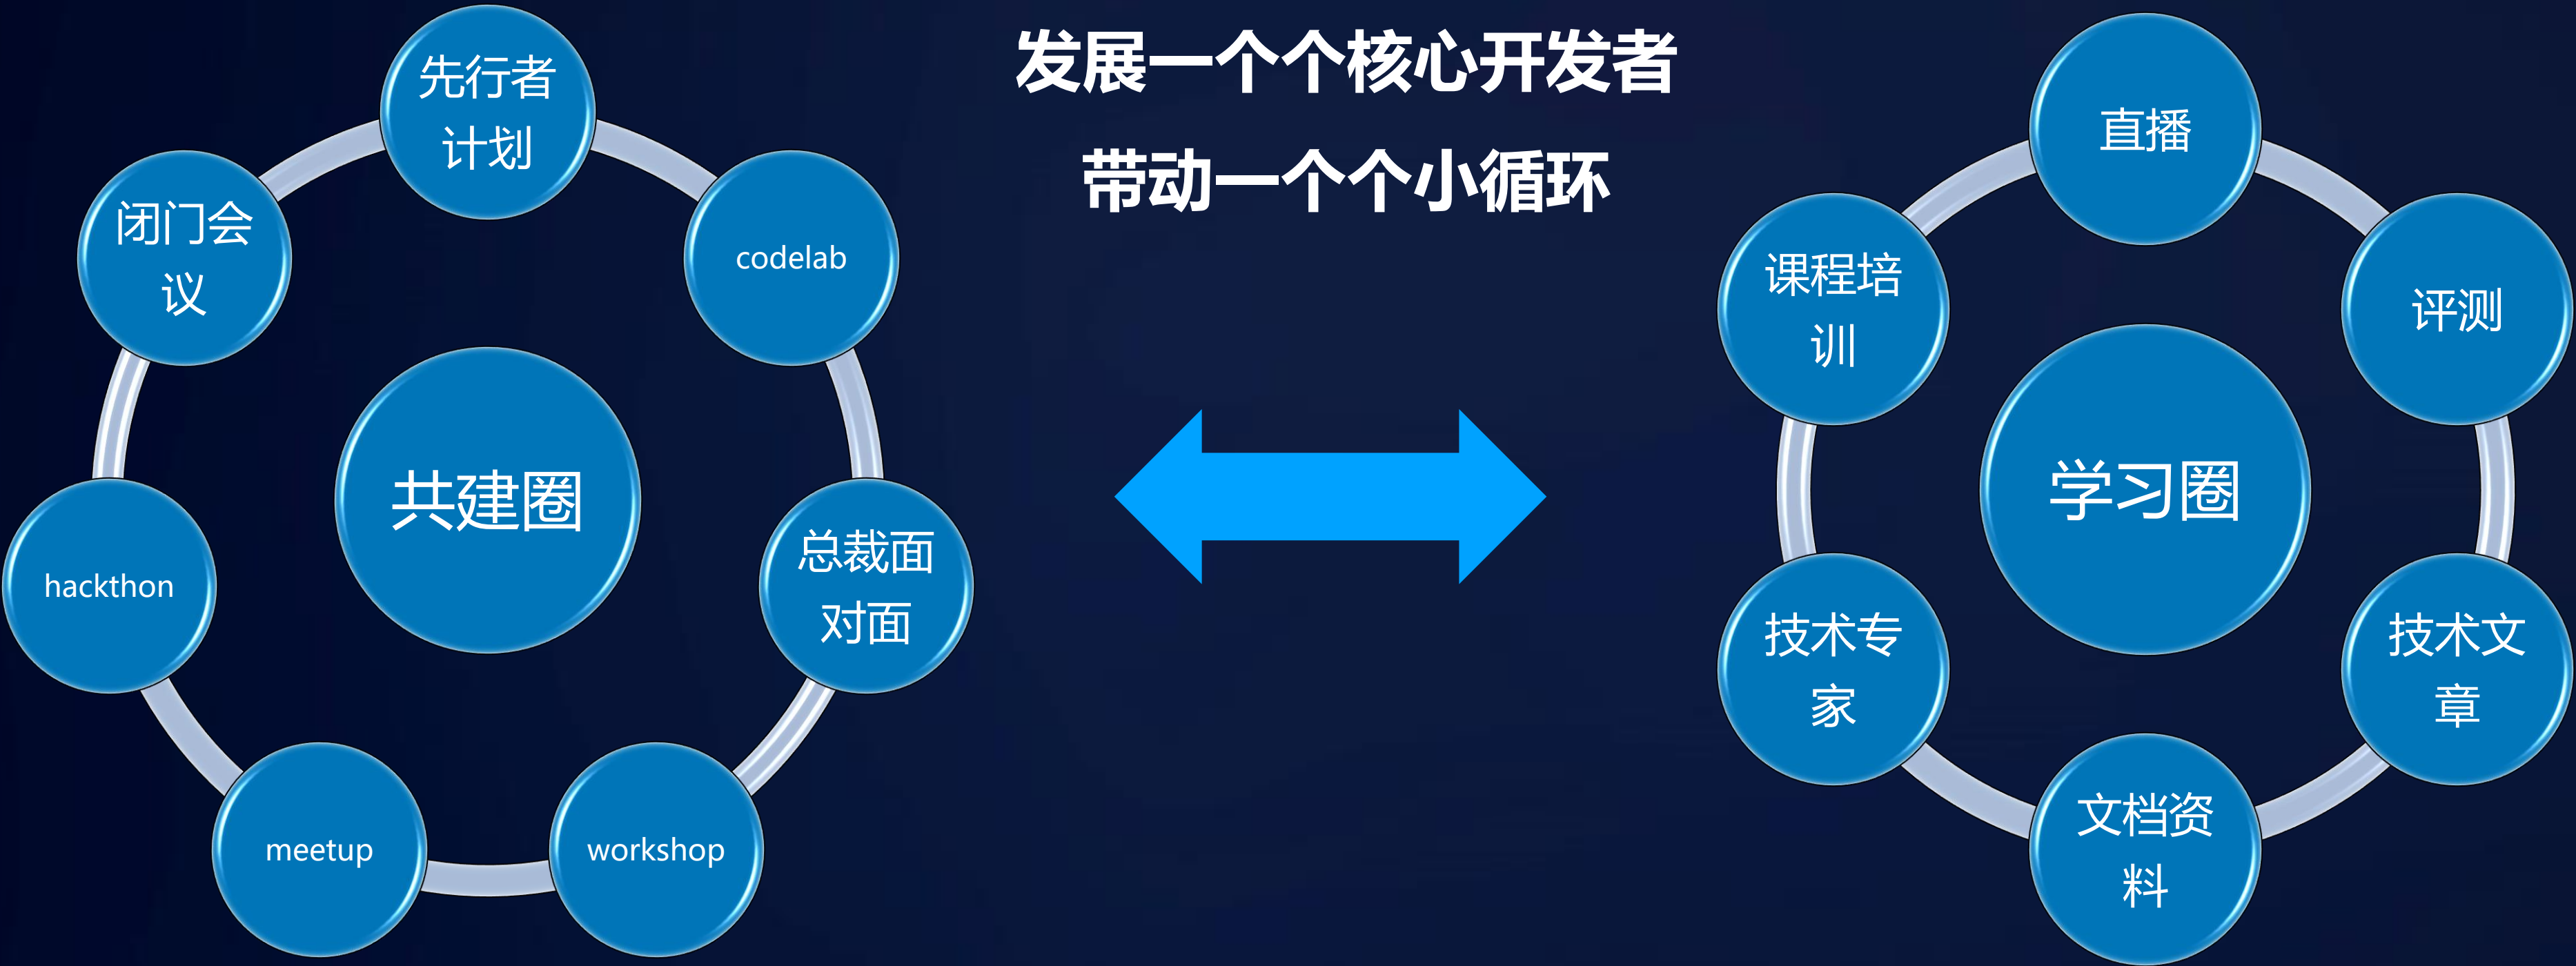 发展一个个核心开发者
带动一个个小循环
先行者
计划
codelab
总裁面
对面
workshop
meetup
hackthon
闭门会
议
共建圈
直播
评测
技术文
章
文档资
料
技术专
家
课程培
训
学习圈